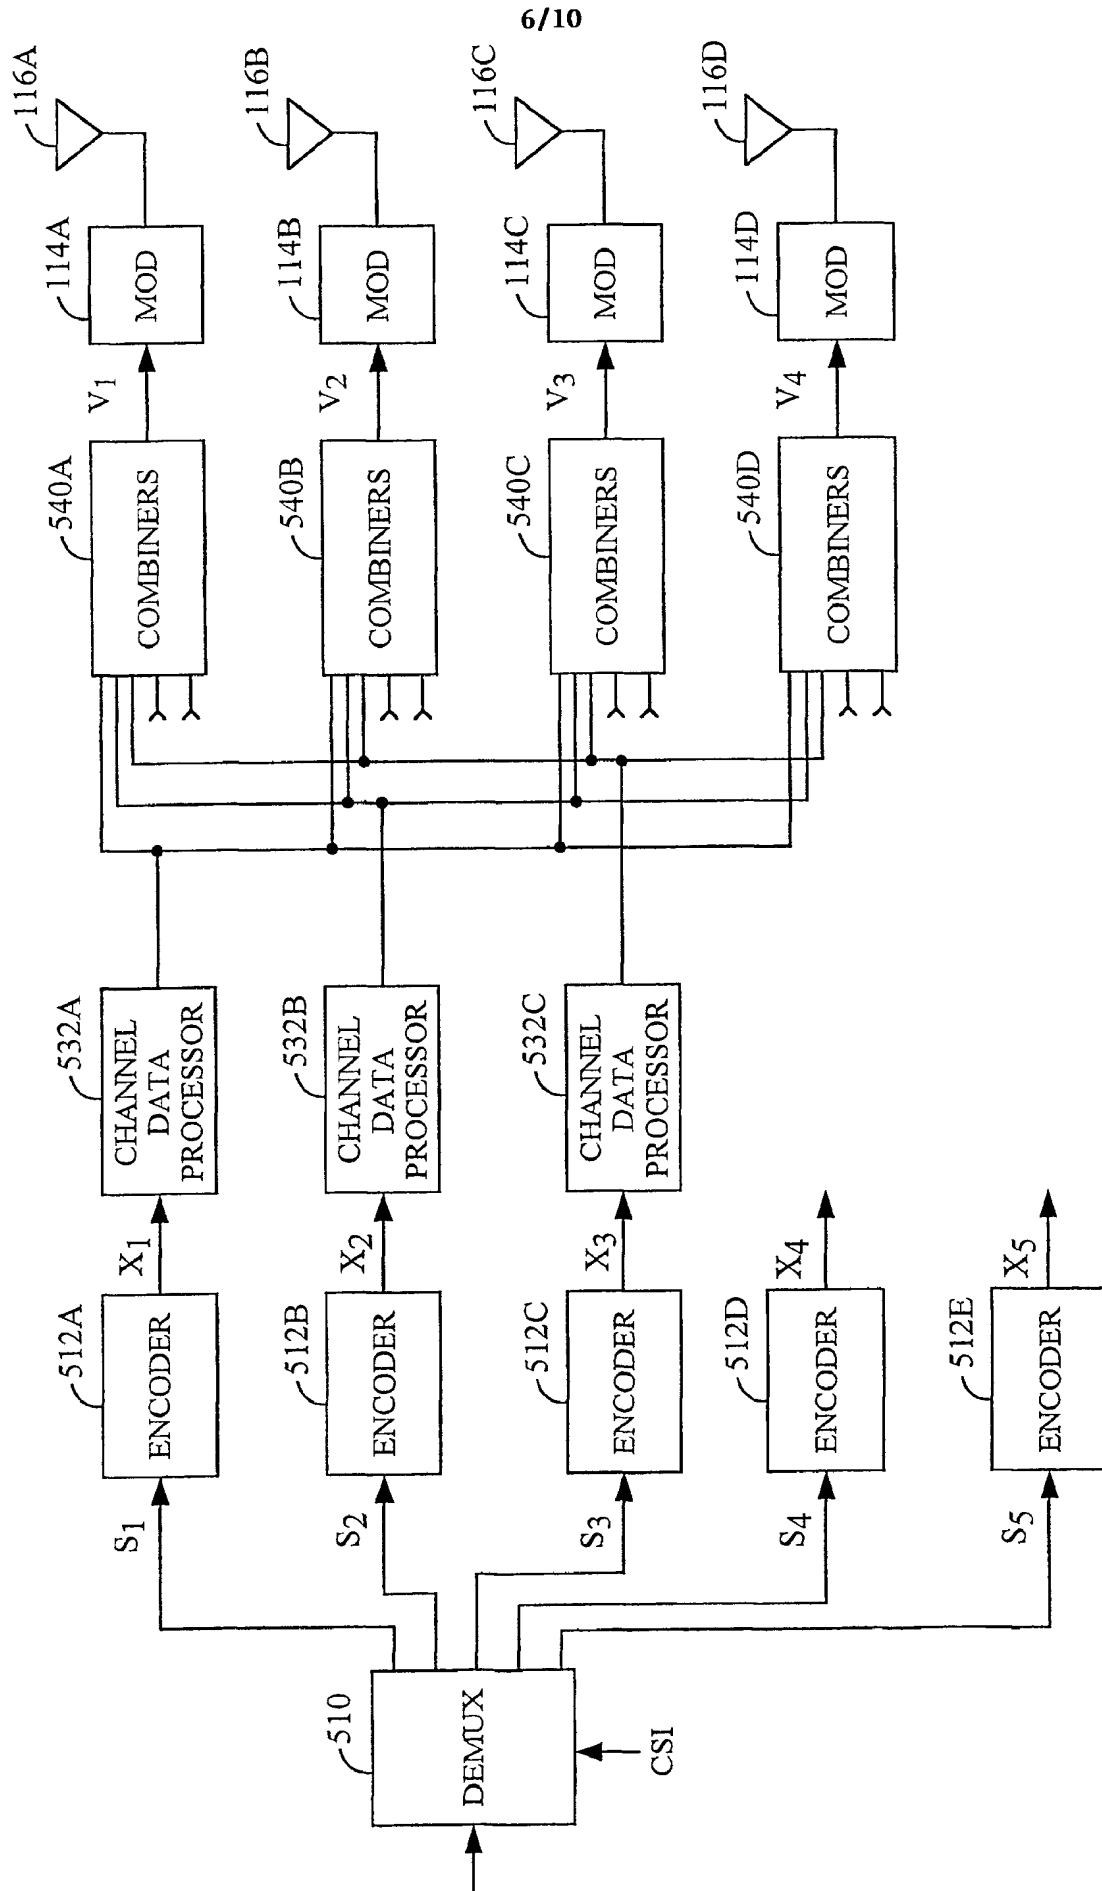 6/10
116A
116B
116C
116D
114A
114B
114C
114D
MOD
MOD
MOD
MOD
V1
V2
V3
V4
540A
540B
540C
540D
COMBINERS
COMBINERS
COMBINERS
COMBINERS
532A
532B
532C
CHANNEL
DATA
PROCESSOR
CHANNEL
DATA
PROCESSOR
CHANNEL
DATA
PROCESSOR
X1
X2
X3
X4
X5
512A
512B
512C
512D
512E
ENCODER
ENCODER
ENCODER
ENCODER
ENCODER
S1
S2
S3
S4
S5
510
DEMUX
CSI